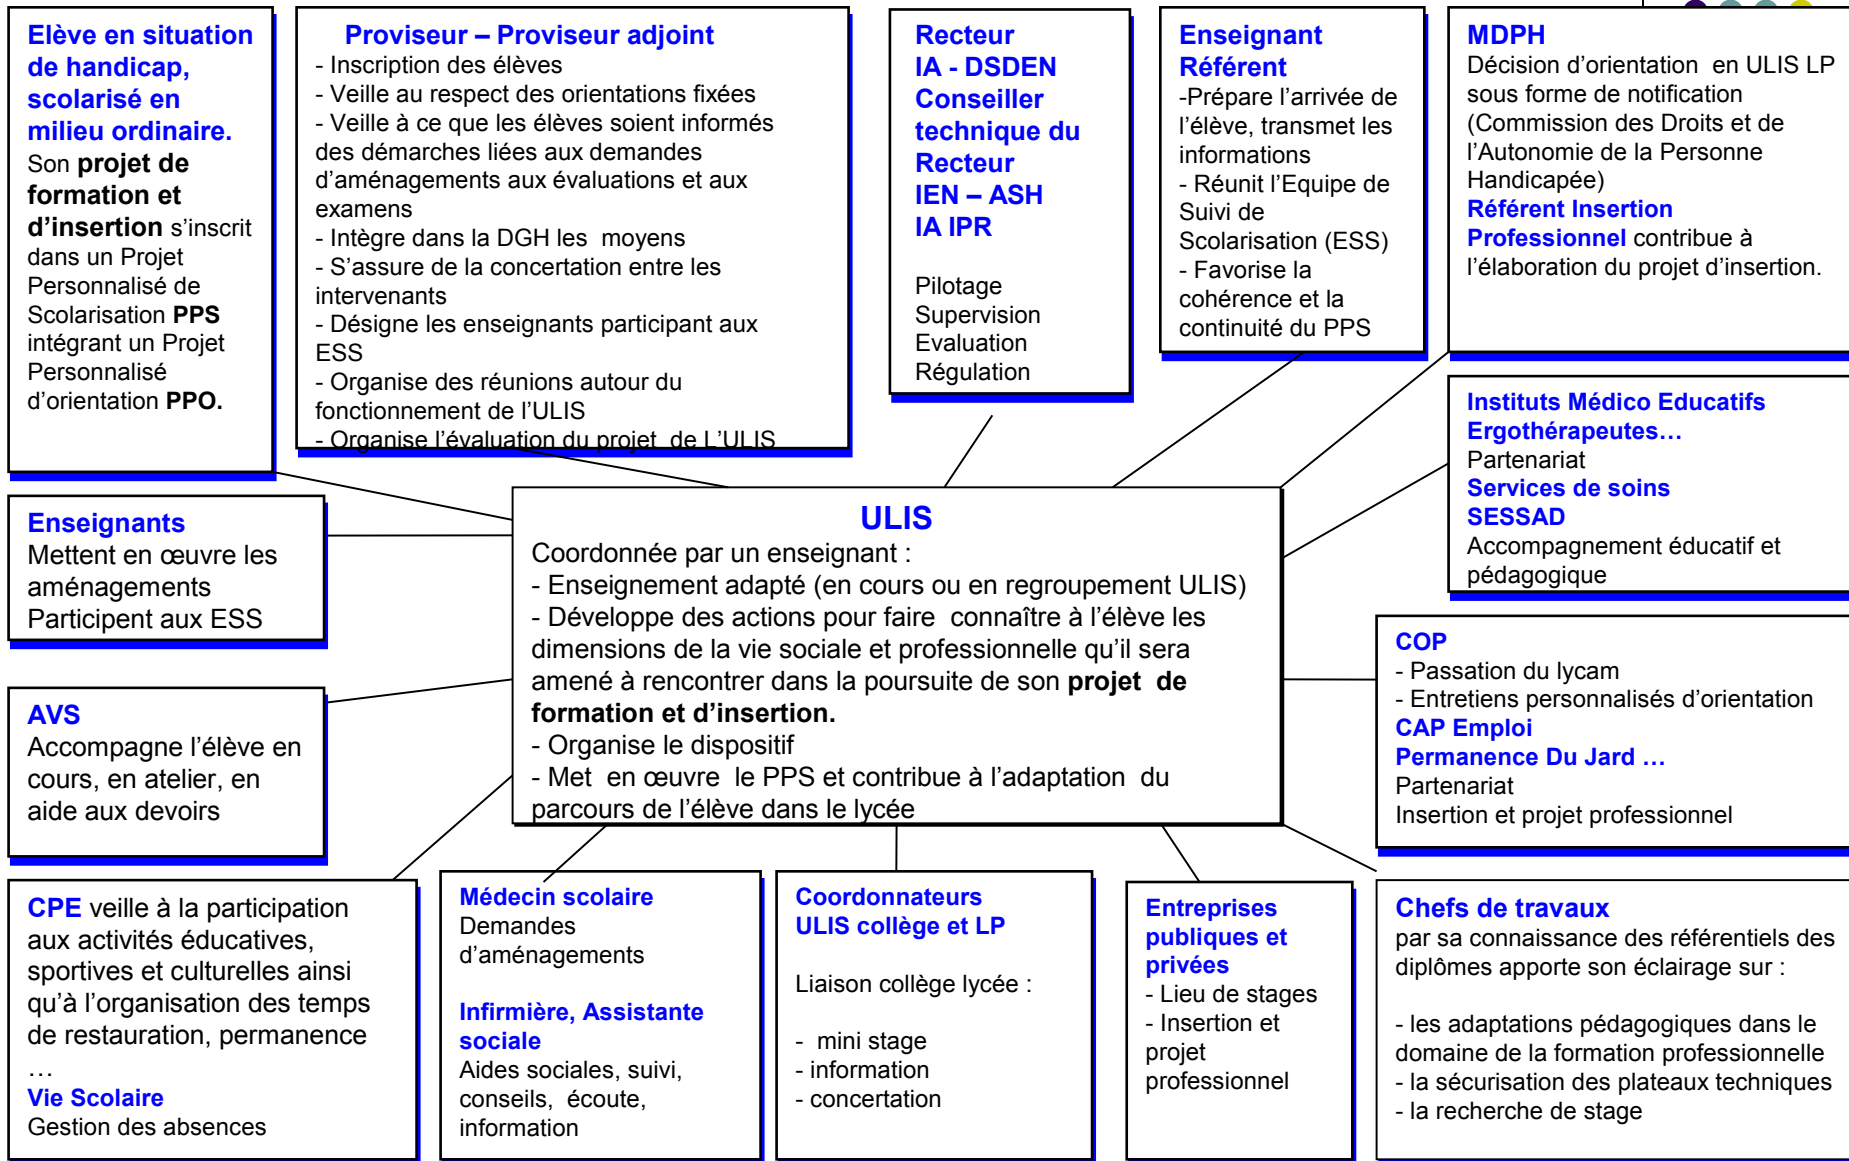 Elève en situation
de handicap,
scolarisé en
milieu ordinaire.
Son projet de
formation et
d'insertion s'inscrit
dans un Projet
Personnalisé de
Scolarisation PPS
intégrant un Projet
Personnalisé
d'orientation PPO.
Proviseur – Proviseur adjoint
- Inscription des élèves
- Veille au respect des orientations fixées
- Veille à ce que les élèves soient informés
des démarches liées aux demandes
d'aménagements aux évaluations et aux
examens
- Intègre dans la DGH les moyens
- S'assure de la concertation entre les
intervenants
- Désigne les enseignants participant aux
ESS
- Organise des réunions autour du
fonctionnement de l'ULIS
- Organise l'évaluation du projet de L'ULIS
Recteur
IA - DSDEN
Conseiller
technique du
Recteur
IEN – ASH
IA IPR
Pilotage
Supervision
Evaluation
Régulation
Enseignant
Référent
-Prépare l'arrivée de
l'élève, transmet les
informations
- Réunit l'Equipe de
Suivi de
Scolarisation (ESS)
- Favorise la
cohérence et la
continuité du PPS
MDPH
Décision d'orientation en ULIS LP
sous forme de notification
(Commission des Droits et de
l'Autonomie de la Personne
Handicapée)
Référent Insertion
Professionnel contribue à
l'élaboration du projet d'insertion.
Instituts Médico Educatifs
Ergothérapeutes…
Partenariat
Services de soins
SESSAD
Accompagnement éducatif et
pédagogique
Enseignants
Mettent en œuvre les
aménagements
Participent aux ESS
ULIS
Coordonnée par un enseignant :
- Enseignement adapté (en cours ou en regroupement ULIS)
- Développe des actions pour faire connaître à l'élève les
dimensions de la vie sociale et professionnelle qu'il sera
amené à rencontrer dans la poursuite de son projet de
formation et d'insertion.
- Organise le dispositif
- Met en œuvre le PPS et contribue à l'adaptation du
parcours de l'élève dans le lycée
COP
- Passation du lycam
- Entretiens personnalisés d'orientation
CAP Emploi
Permanence Du Jard …
Partenariat
Insertion et projet professionnel
AVS
Accompagne l'élève en
cours, en atelier, en
aide aux devoirs
CPE veille à la participation
aux activités éducatives,
sportives et culturelles ainsi
qu'à l'organisation des temps
de restauration, permanence
…
Vie Scolaire
Gestion des absences
Médecin scolaire
Demandes
d'aménagements
Infirmière, Assistante
sociale
Aides sociales, suivi,
conseils, écoute,
information
Coordonnateurs
ULIS collège et LP
Liaison collège lycée :
- mini stage
- information
- concertation
Entreprises
publiques et
privées
- Lieu de stages
- Insertion et
projet
professionnel
Chefs de travaux
par sa connaissance des référentiels des
diplômes apporte son éclairage sur :
- les adaptations pédagogiques dans le
domaine de la formation professionnelle
- la sécurisation des plateaux techniques
- la recherche de stage